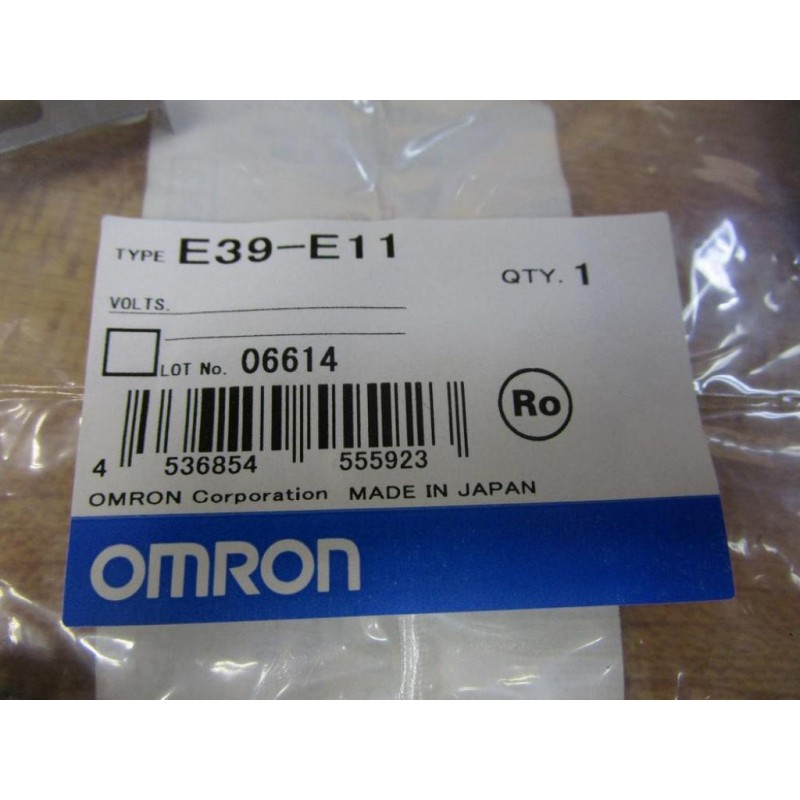 TYPE E39-E11
QTY. 1
VOLTS.
LOT No. 06614
Ro
4 536854 555923
OMRON Corporation MADE IN JAPAN
OMRON